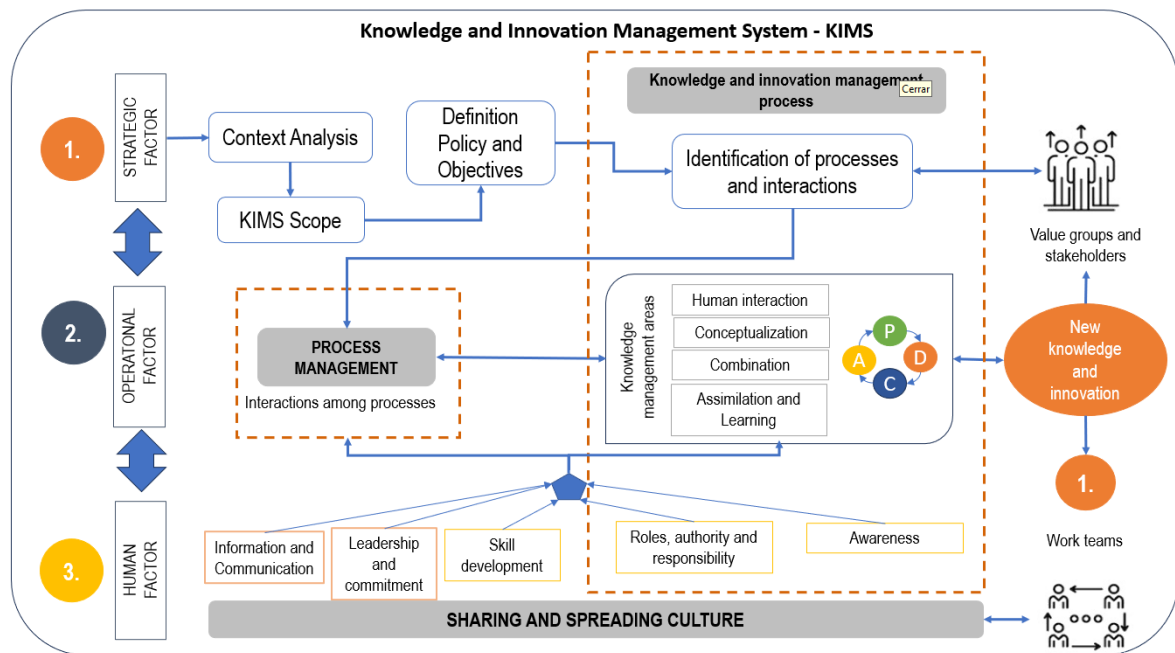 Knowledge and Innovation Management System - KIMS
Knowledge and innovation management
process
Cerrar
1.
STRATEGIC
FACTOR
Context Analysis
Definition
Policy and
Objectives
Identification of processes
and interactions
KIMS Scope
Value groups and
stakeholders
2.
OPERATONAL
FACTOR
PROCESS
MANAGEMENT
Interactions among processes
Knowledge
management areas
Human interaction
Conceptualization
Combination
Assimilation and
Learning
P
D
C
A
New
knowledge
and
innovation
1.
Work teams
3.
HUMAN
FACTOR
Information and
Communication
Leadership
and
commitment
Skill
development
Roles, authority and
responsibility
Awareness
SHARING AND SPREADING CULTURE